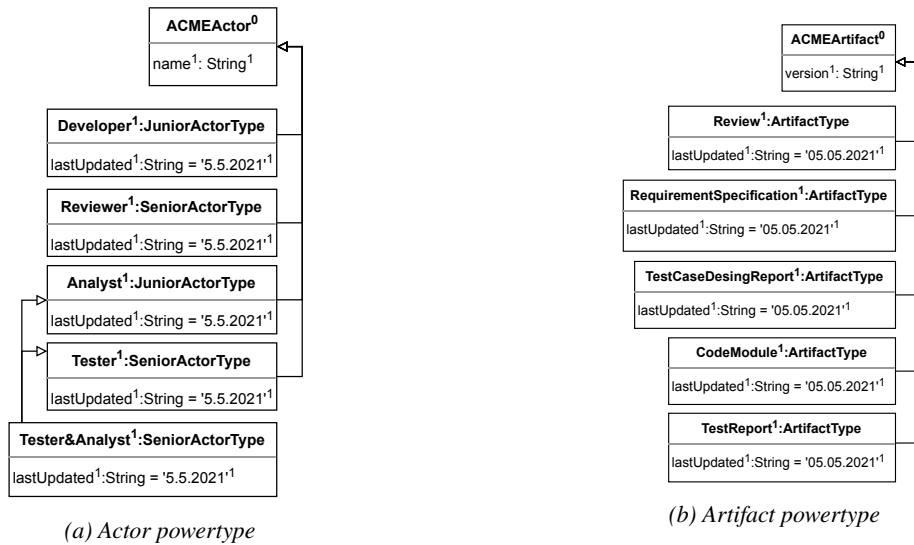 ACMEActor⁰
name¹: String¹
Developer¹:JuniorActorType
lastUpdated¹:String = '5.5.2021'¹
Reviewer¹:SeniorActorType
lastUpdated¹:String = '5.5.2021'¹
Analyst¹:JuniorActorType
lastUpdated¹:String = '5.5.2021'¹
Tester¹:SeniorActorType
lastUpdated¹:String = '5.5.2021'¹
Tester&Analyst¹:SeniorActorType
lastUpdated¹:String = '5.5.2021'¹
(a) Actor powertype
ACMEArtifact⁰
version¹: String¹
Review¹:ArtifactType
lastUpdated¹:String = '05.05.2021'¹
RequirementSpecification¹:ArtifactType
lastUpdated¹:String = '05.05.2021'¹
TestCaseDesingReport¹:ArtifactType
lastUpdated¹:String = '05.05.2021'¹
CodeModule¹:ArtifactType
lastUpdated¹:String = '05.05.2021'¹
TestReport¹:ArtifactType
lastUpdated¹:String = '05.05.2021'¹
(b) Artifact powertype